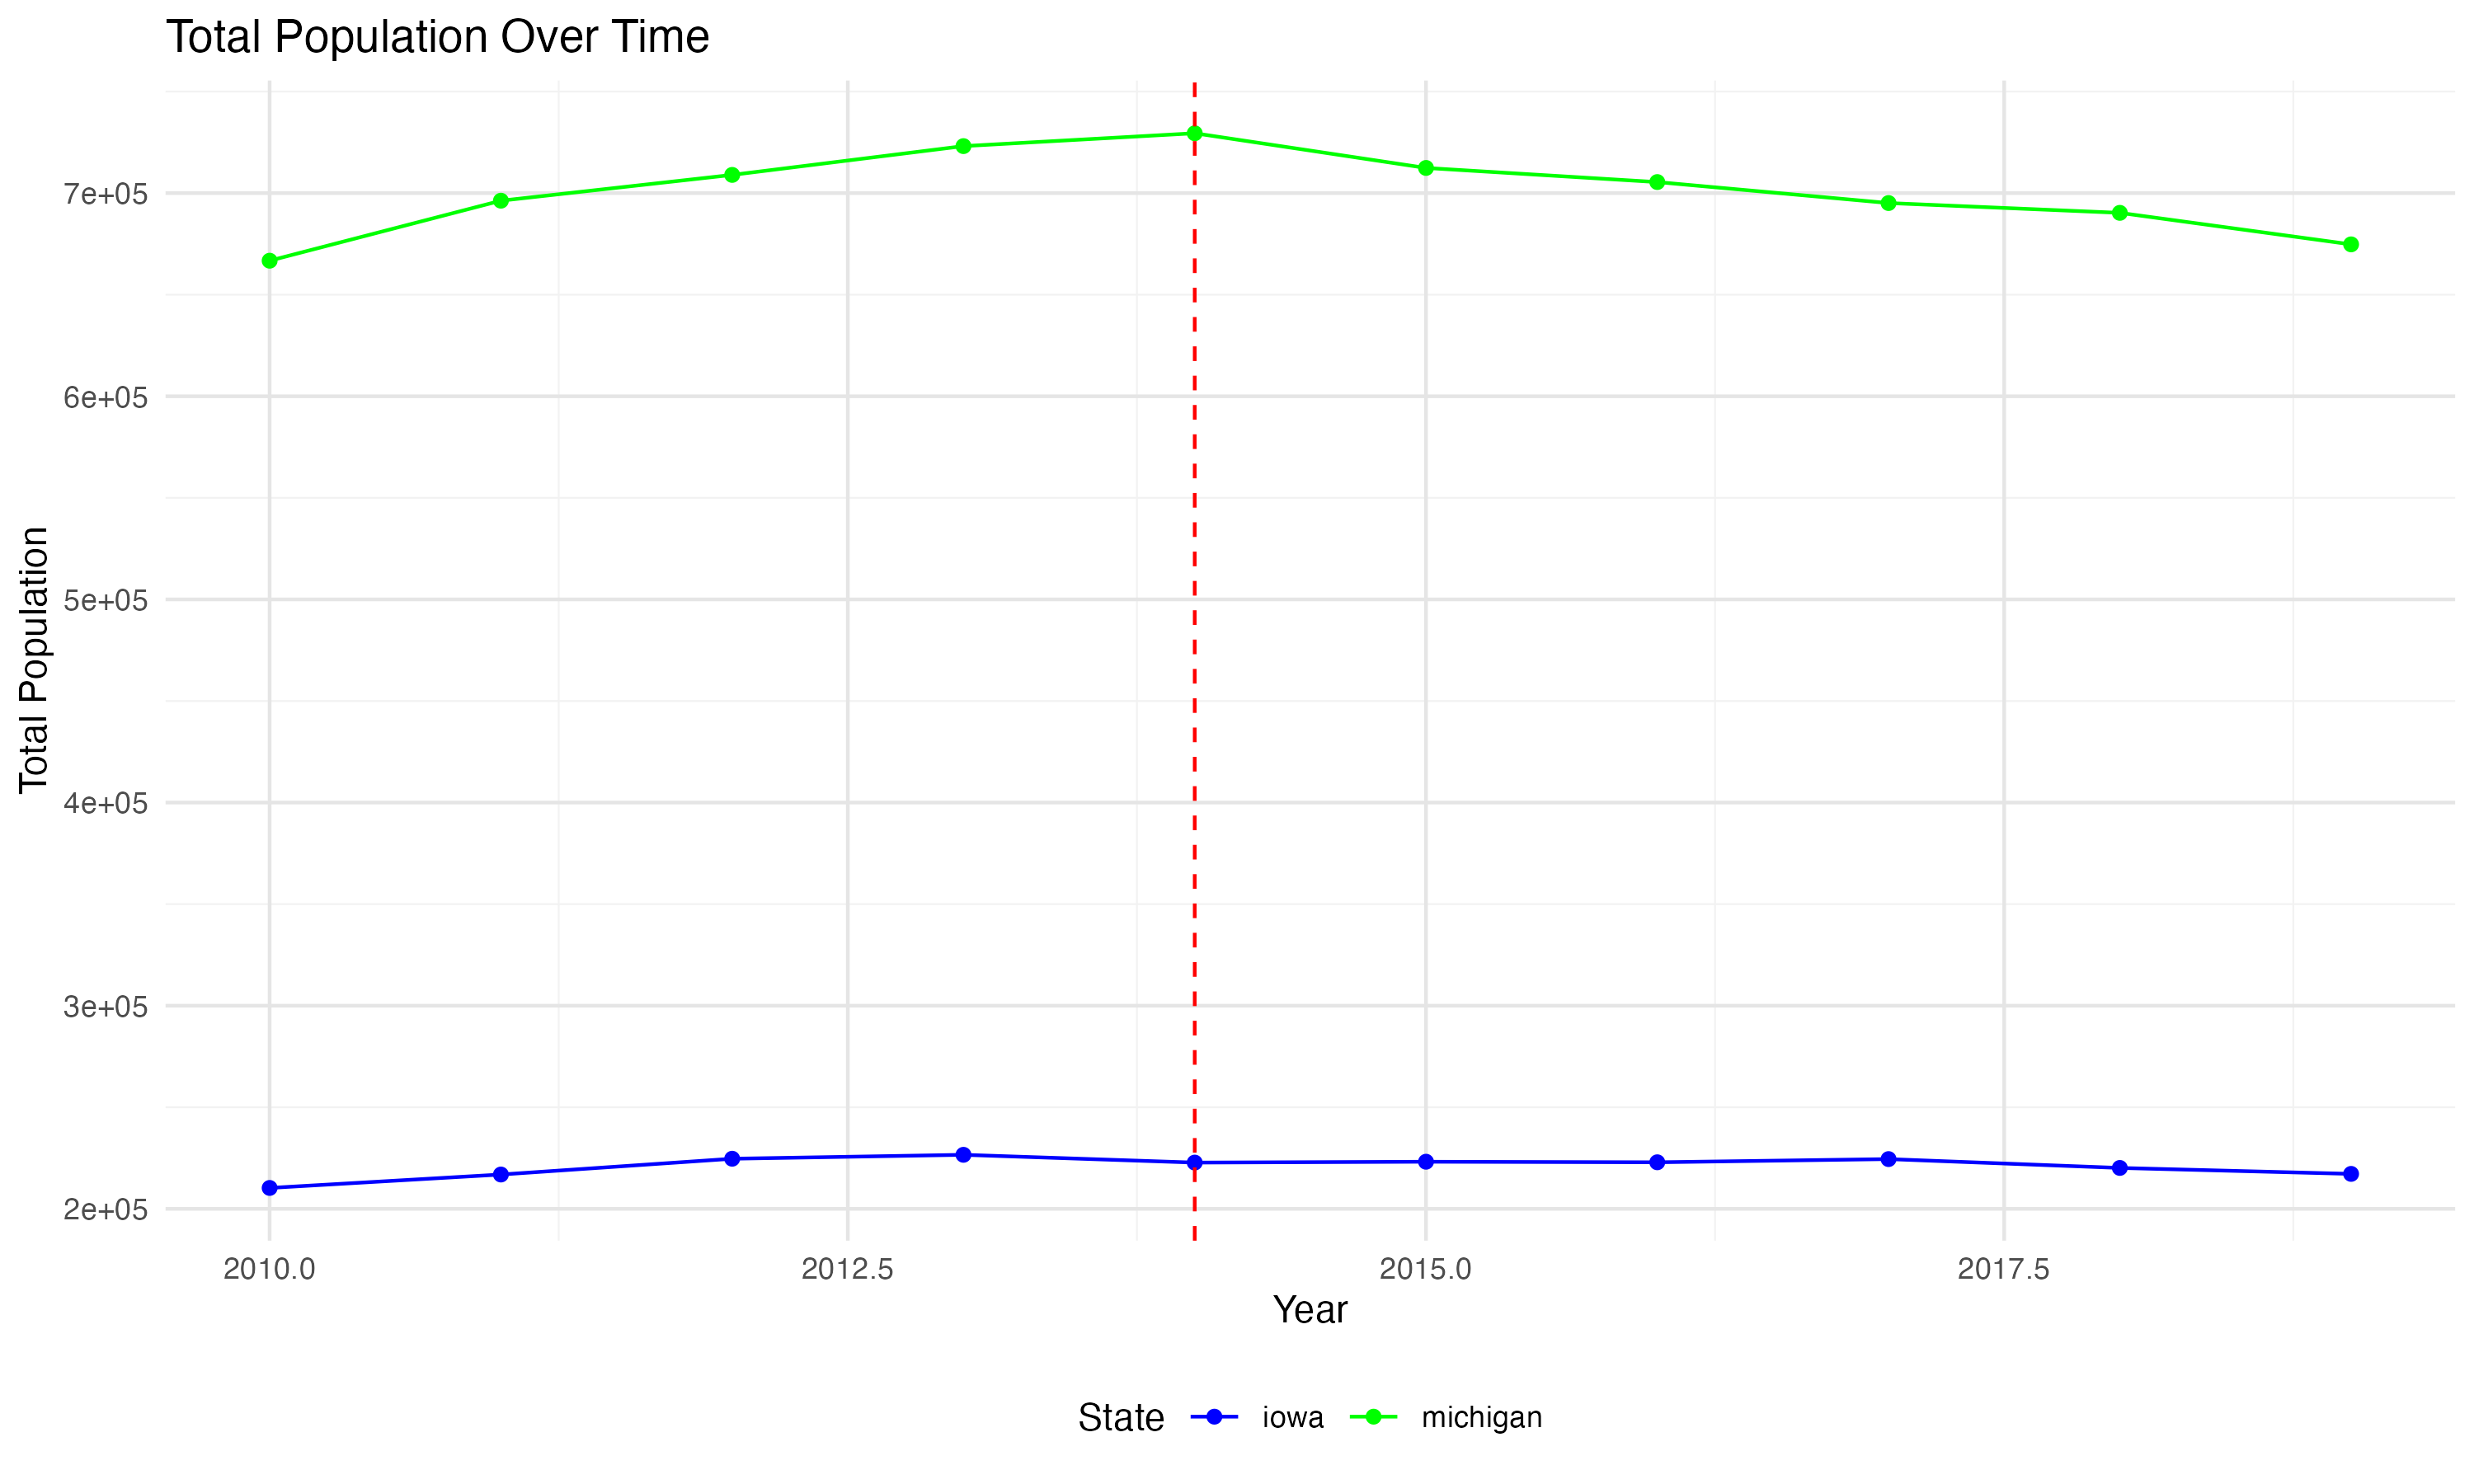 Total Population Over Time
Total Population
7e+05
6e+05
5e+05
4e+05
3e+05
2e+05
2010.0 2012.5 2015.0 2017.5
Year
State iowa michigan